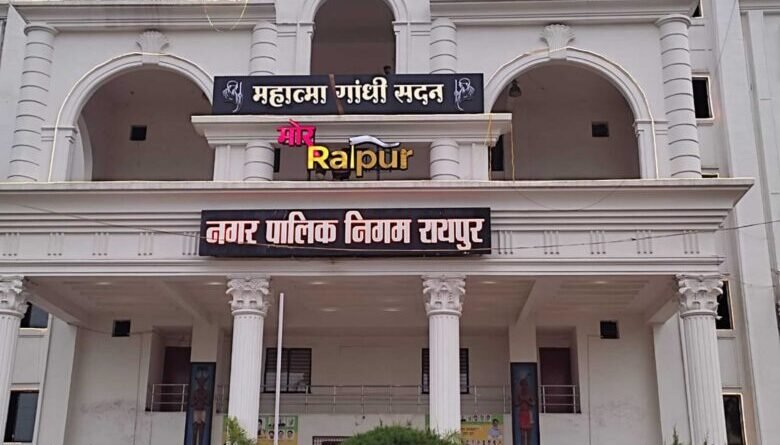 महात्मा गांधी सदन
मोर
Raipur
नगर पालिक निगम रायपुर